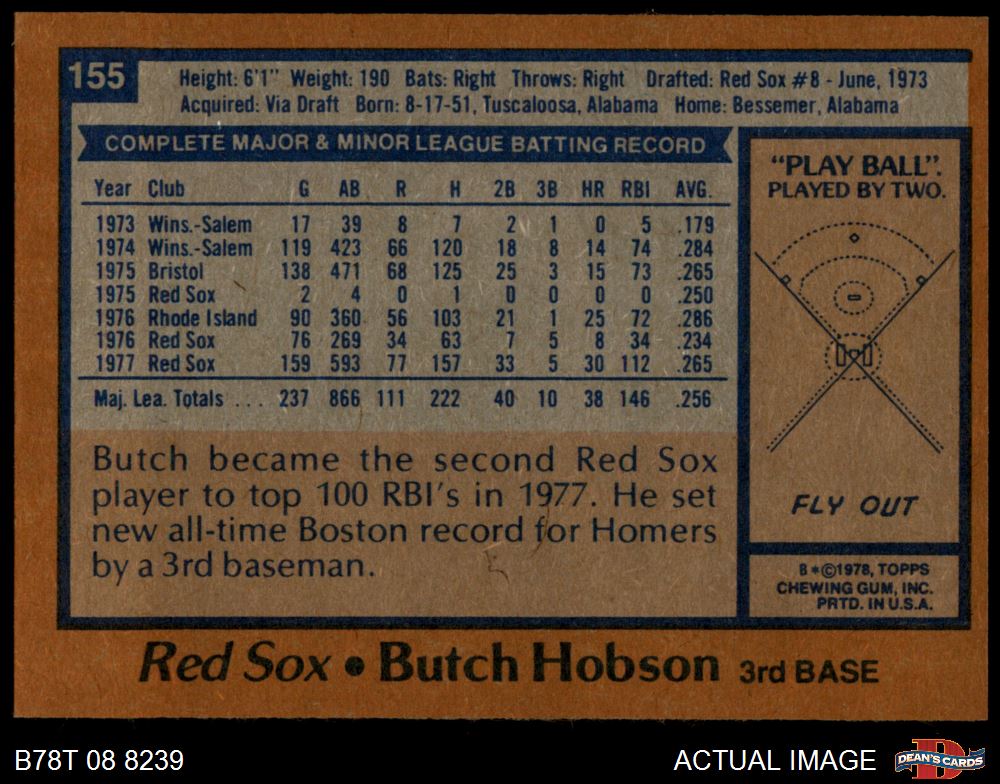 155
Height: 6'1" Weight: 190 Bats: Right Throws: Right Drafted: Red Sox #8 - June, 1973
Acquired: Via Draft Born: 8-17-51, Tuscaloosa, Alabama Home: Bessemer, Alabama
COMPLETE MAJOR & MINOR LEAGUE BATTING RECORD
Year Club G AB R H 2B 3B HR RBI AVG.
1973 Wins.-Salem 17 39 8 7 2 1 0 5 .179
1974 Wins.-Salem 119 423 66 120 18 8 14 74 .284
1975 Bristol 138 471 68 125 25 3 15 73 .265
1975 Red Sox 2 4 0 1 0 0 0 0 .250
1976 Rhode Island 90 360 56 103 21 1 25 72 .286
1976 Red Sox 76 269 34 63 7 5 8 34 .234
1977 Red Sox 159 593 77 157 33 5 30 112 .265
Maj. Lea. Totals ... 237 866 111 222 40 10 38 146 .256
Butch became the second Red Sox
player to top 100 RBI's in 1977. He set
new all-time Boston record for Homers
by a 3rd baseman.
"PLAY BALL".
PLAYED BY TWO.
FLY OUT
B*©1978, TOPPS
CHEWING GUM, INC.
PRTD. IN U.S.A.
Red Sox • Butch Hobson 3rd BASE
B78T 08 8239
ACTUAL IMAGE
D
DEAN'S CARDS